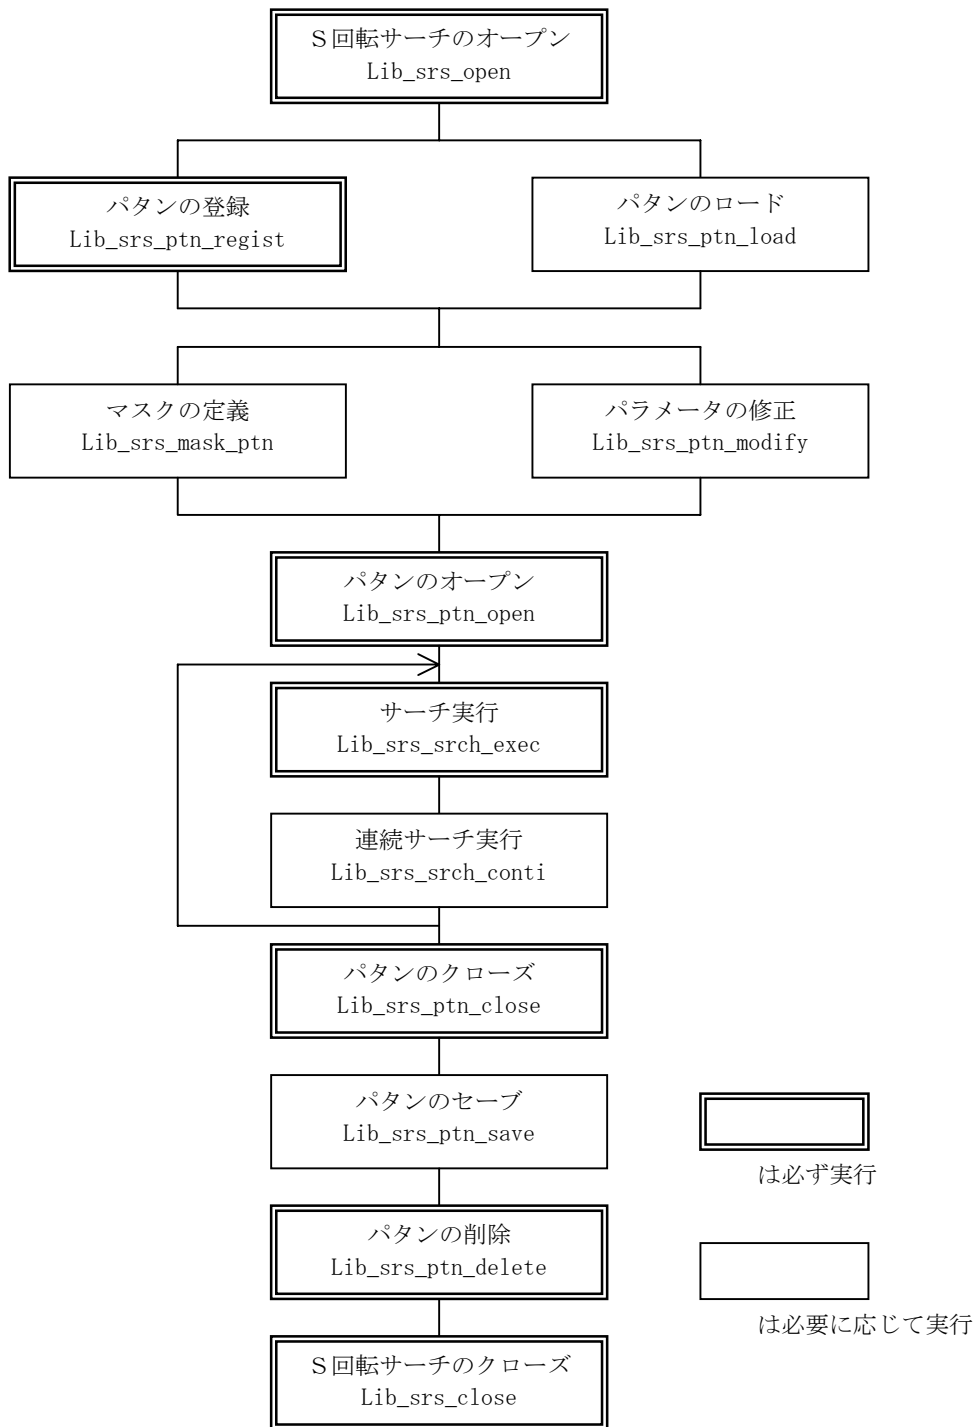 S回転サーチのオープン
Lib_srs_open
パタンの登録
Lib_srs_ptn_regist
パタンのロード
Lib_srs_ptn_load
マスクの定義
Lib_srs_mask_ptn
パラメータの修正
Lib_srs_ptn_modify
パタンのオープン
Lib_srs_ptn_open
サーチ実行
Lib_srs_srch_exec
連続サーチ実行
Lib_srs_srch_conti
パタンのクローズ
Lib_srs_ptn_close
パタンのセーブ
Lib_srs_ptn_save
は必ず実行
パタンの削除
Lib_srs_ptn_delete
は必要に応じて実行
S回転サーチのクローズ
Lib_srs_close